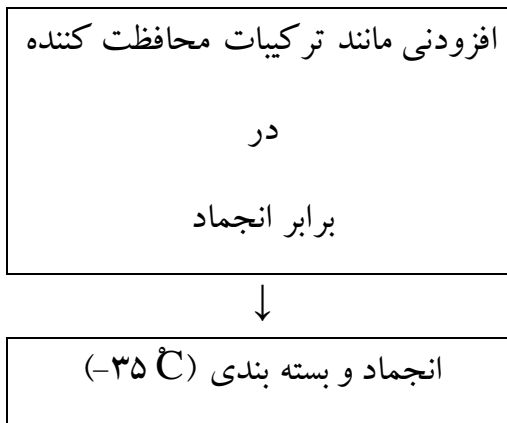 افزودنی مانند ترکیبات محافظت کننده
در
برابر انجماد
↓
انجماد و بسته بندی (۳۵ ℃-)